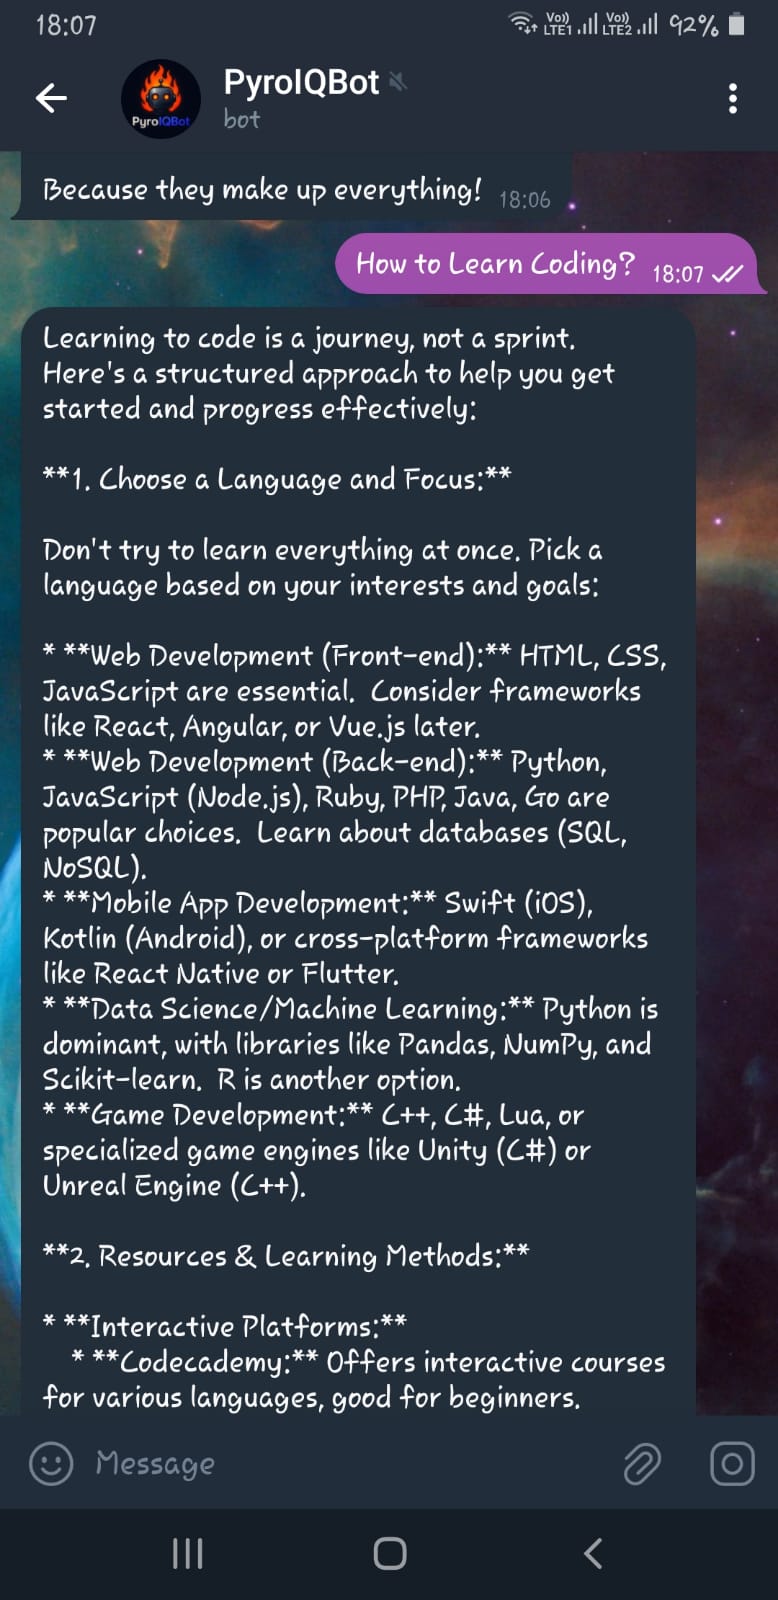 18:07
Vo)) LTE1 Vo)) LTE2 92%
PyroIQBot
PyroIQBot
bot
Because they make up everything! 18:06
How to Learn Coding? 18:07
Learning to code is a journey, not a sprint.
Here's a structured approach to help you get
started and progress effectively:
**1. Choose a Language and Focus:**
Don't try to learn everything at once. Pick a
language based on your interests and goals:
* **Web Development (Front-end):** HTML, CSS,
JavaScript are essential.  Consider frameworks
like React, Angular, or Vue.js later.
* **Web Development (Back-end):** Python,
JavaScript (Node.js), Ruby, PHP, Java, Go are
popular choices.  Learn about databases (SQL,
NoSQL).
* **Mobile App Development:** Swift (iOS),
Kotlin (Android), or cross-platform frameworks
like React Native or Flutter.
* **Data Science/Machine Learning:** Python is
dominant, with libraries like Pandas, NumPy, and
Scikit-learn.  R is another option.
* **Game Development:** C++, C#, Lua, or
specialized game engines like Unity (C#) or
Unreal Engine (C++).
**2. Resources & Learning Methods:**
* **Interactive Platforms:**
* **Codecademy:** Offers interactive courses
for various languages, good for beginners.
Message